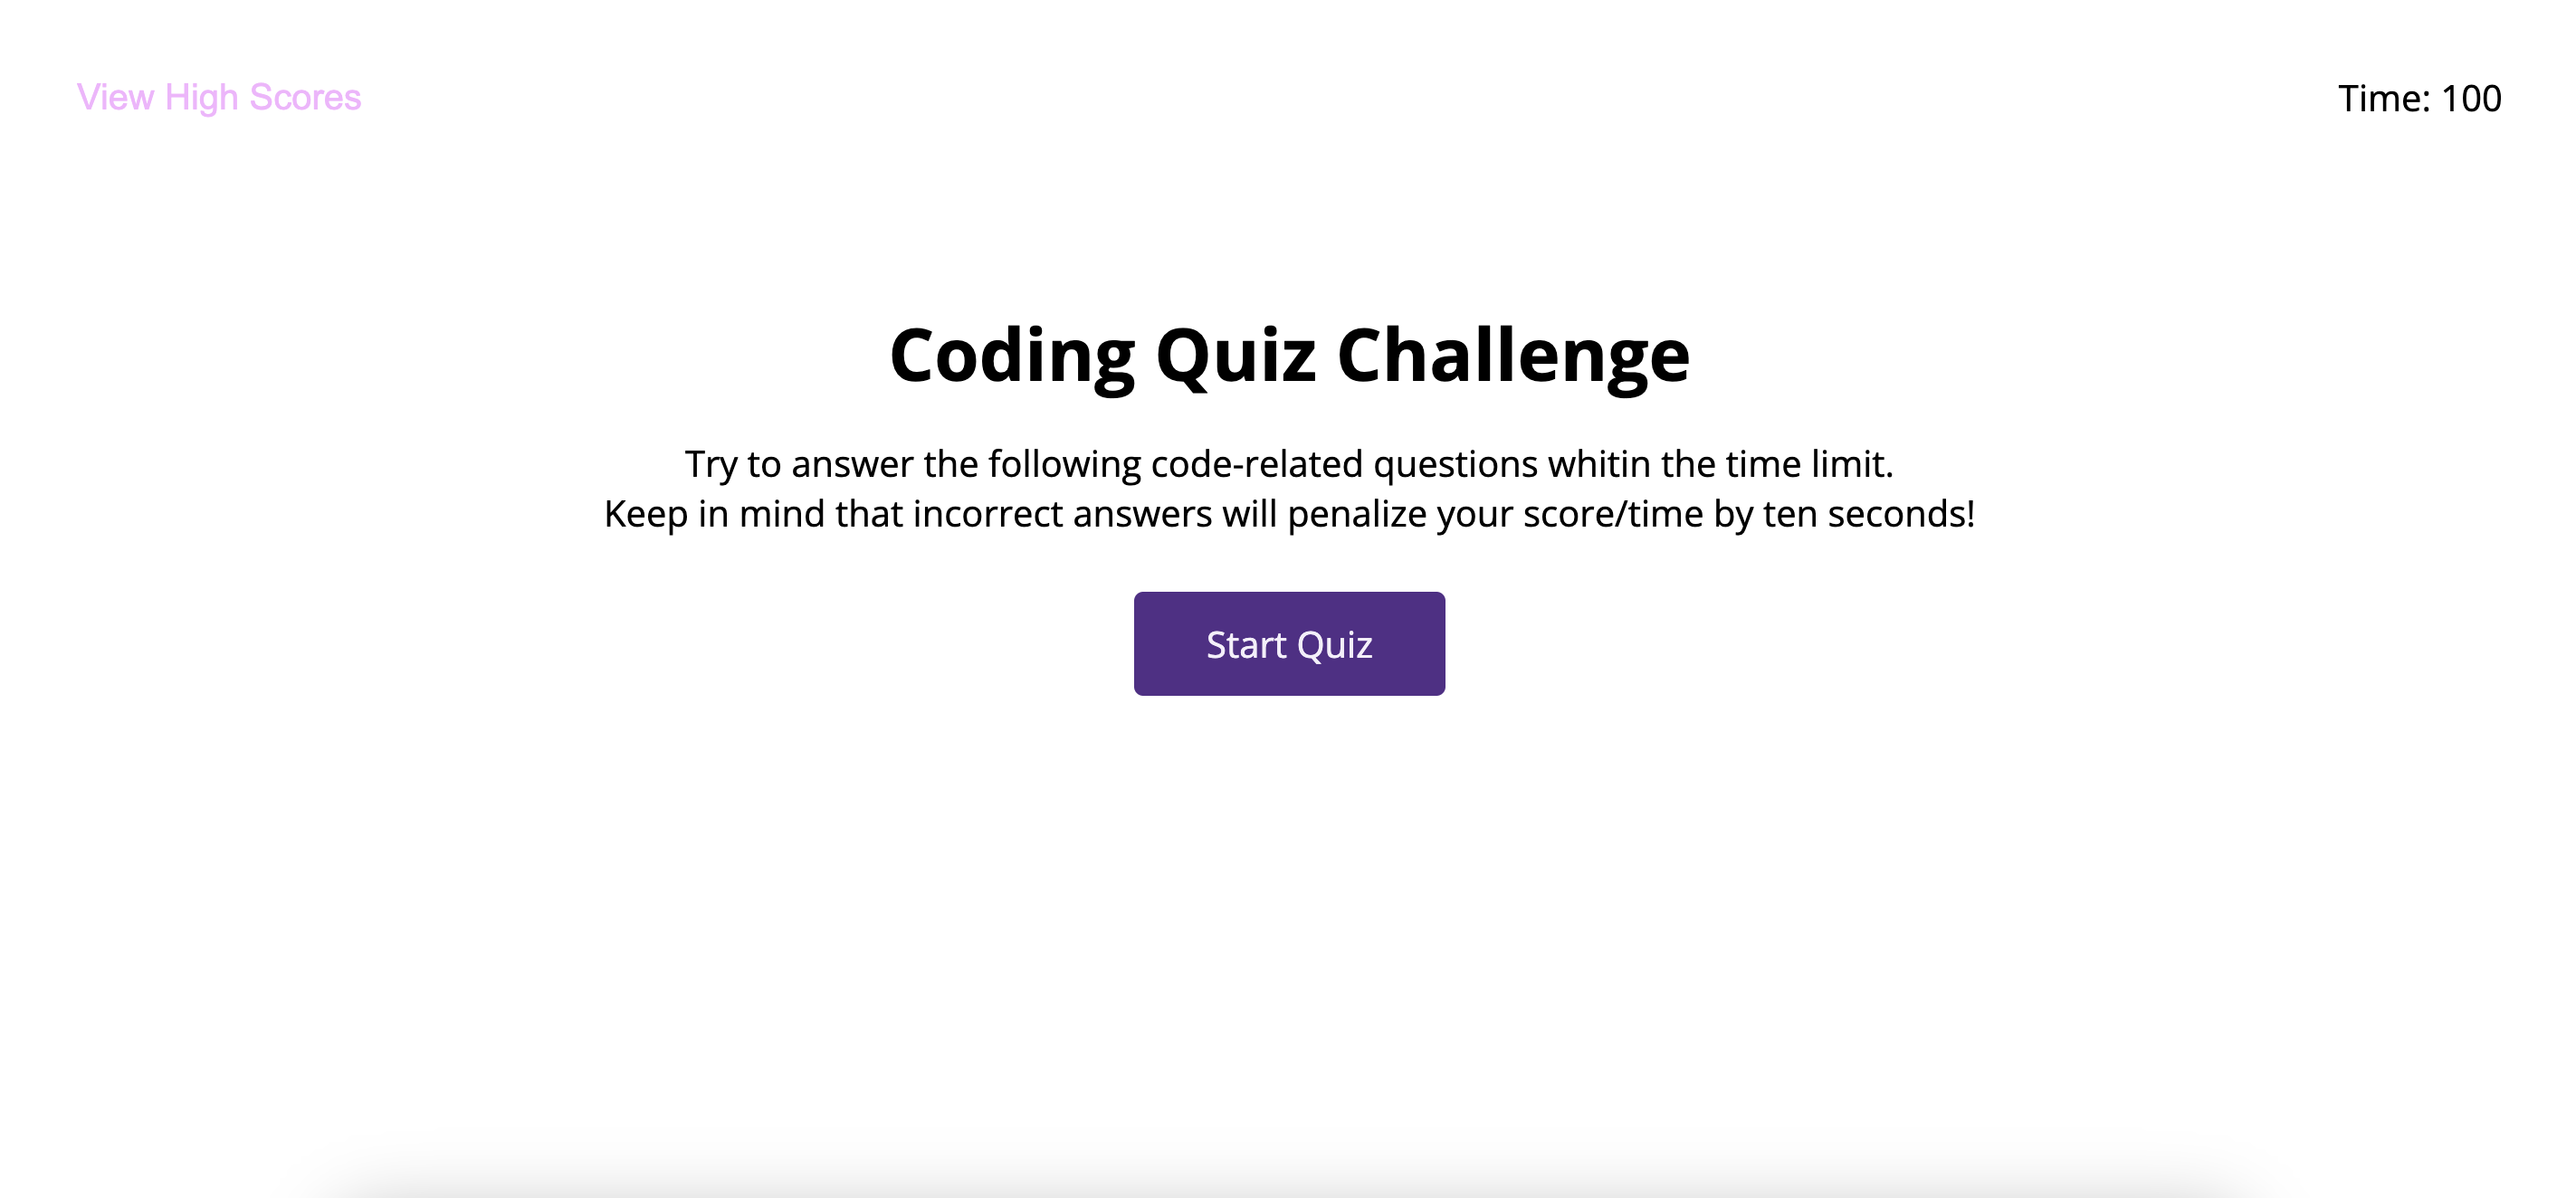 View High Scores
Time: 100
Coding Quiz Challenge
Try to answer the following code-related questions whitin the time limit.
Keep in mind that incorrect answers will penalize your score/time by ten seconds!
Start Quiz